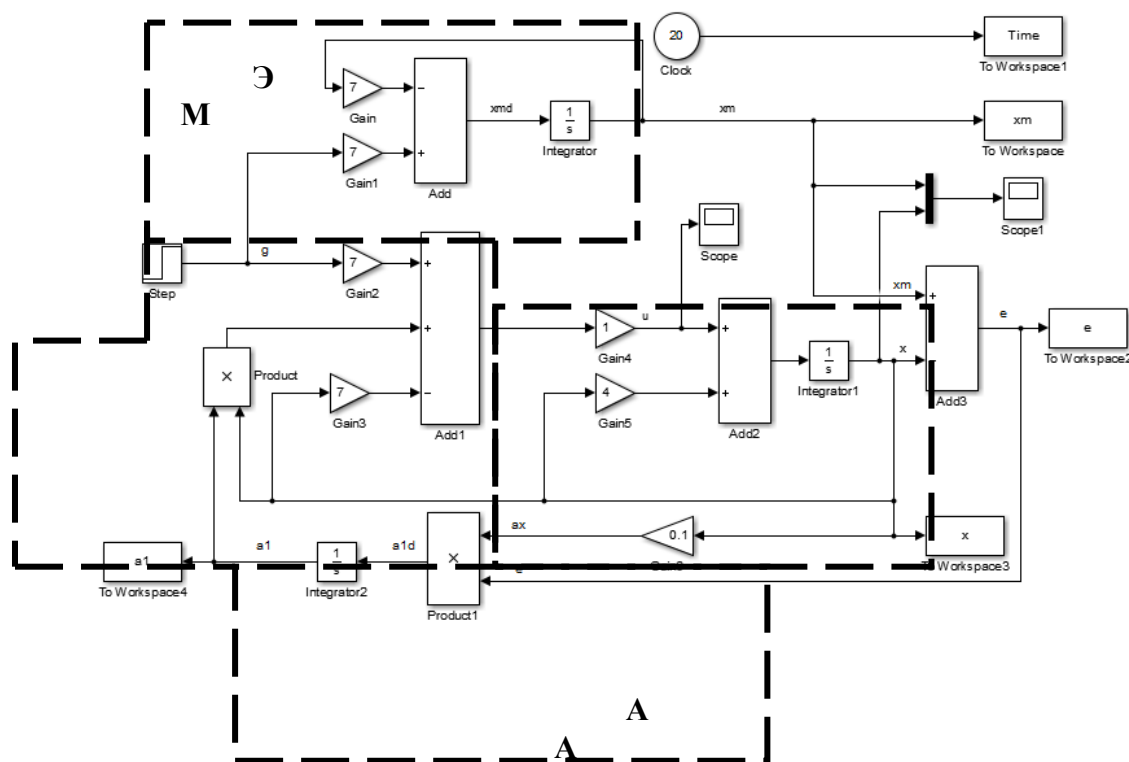 Э
М
20
Clock
Time
To Workspace1
7
Gain
−
xmd
1
s
Integrator
xm
xm
To Workspace
7
Gain1
+
Add
Scope1
g
Step
7
Gain2
+
Scope
xm
+
e
e
To Workspace2
1
Gain4
u
+
+
×
Product
7
Gain3
−
Add1
4
Gain5
+
Add2
1
s
Integrator1
x
Add3
ax
0.1
x
To Workspace3
a1
To Workspace4
a1
1
s
Integrator2
a1d
×
Product1
А
А